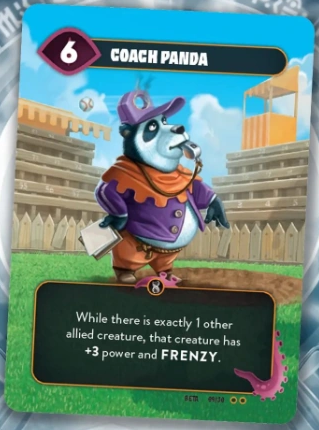 6
COACH PANDA
8
While there is exactly 1 other
allied creature, that creature has
+3 power and FRENZY.